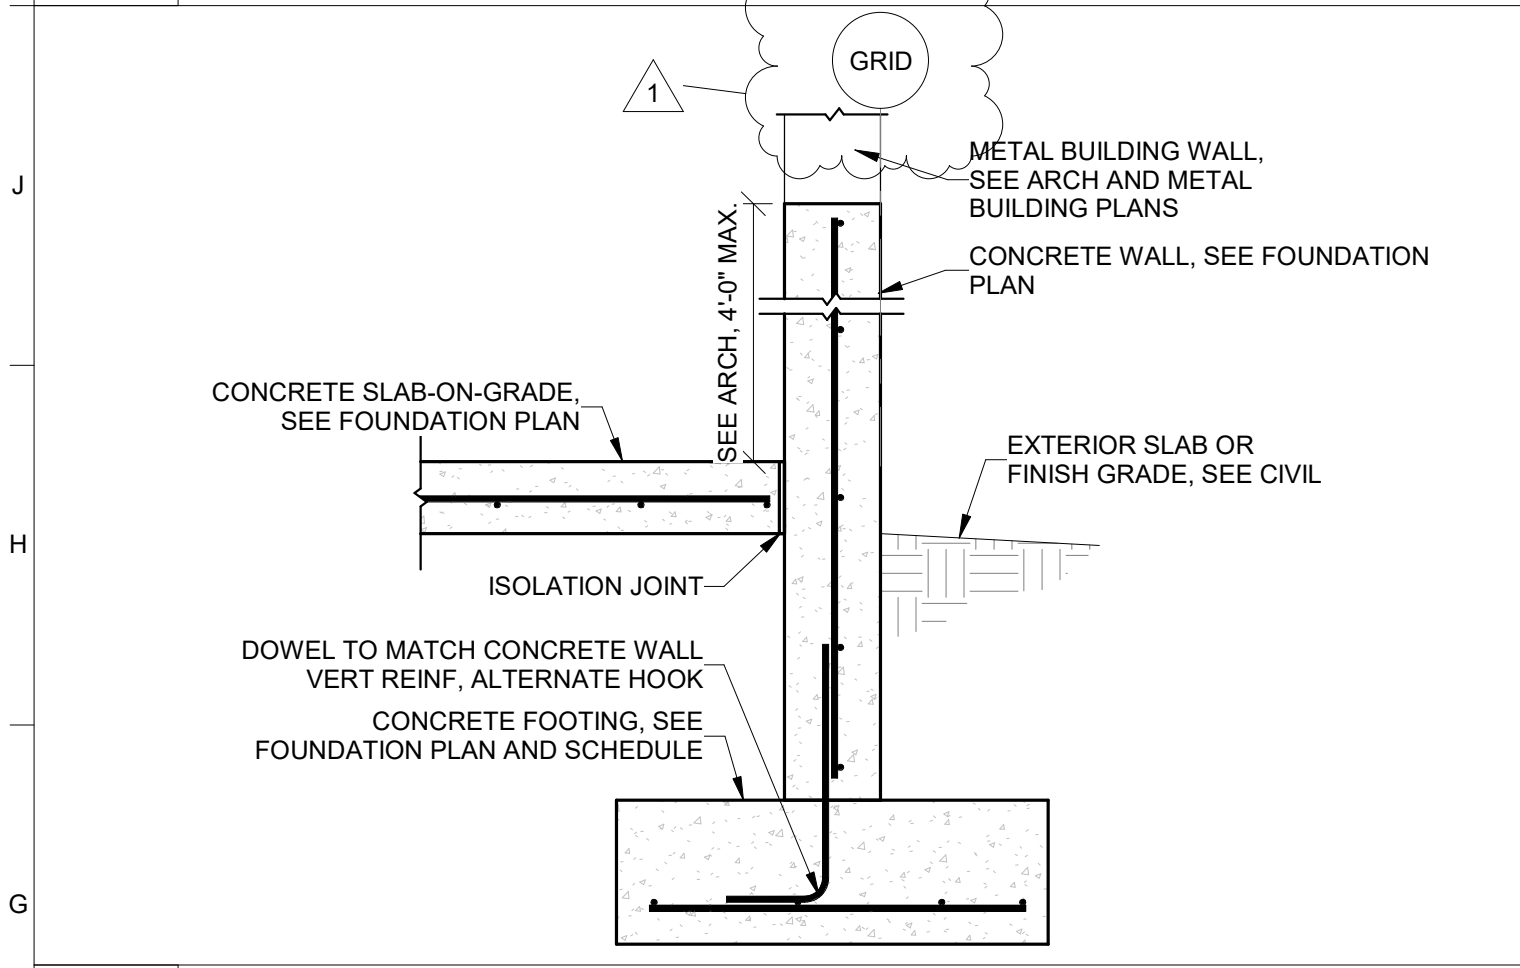 GRID
1
METAL BUILDING WALL,
SEE ARCH AND METAL
BUILDING PLANS
J
SEE ARCH, 4'-0" MAX.
CONCRETE WALL, SEE FOUNDATION
PLAN
CONCRETE SLAB-ON-GRADE,
SEE FOUNDATION PLAN
EXTERIOR SLAB OR
FINISH GRADE, SEE CIVIL
H
ISOLATION JOINT
DOWEL TO MATCH CONCRETE WALL
VERT REINF, ALTERNATE HOOK
CONCRETE FOOTING, SEE
FOUNDATION PLAN AND SCHEDULE
G